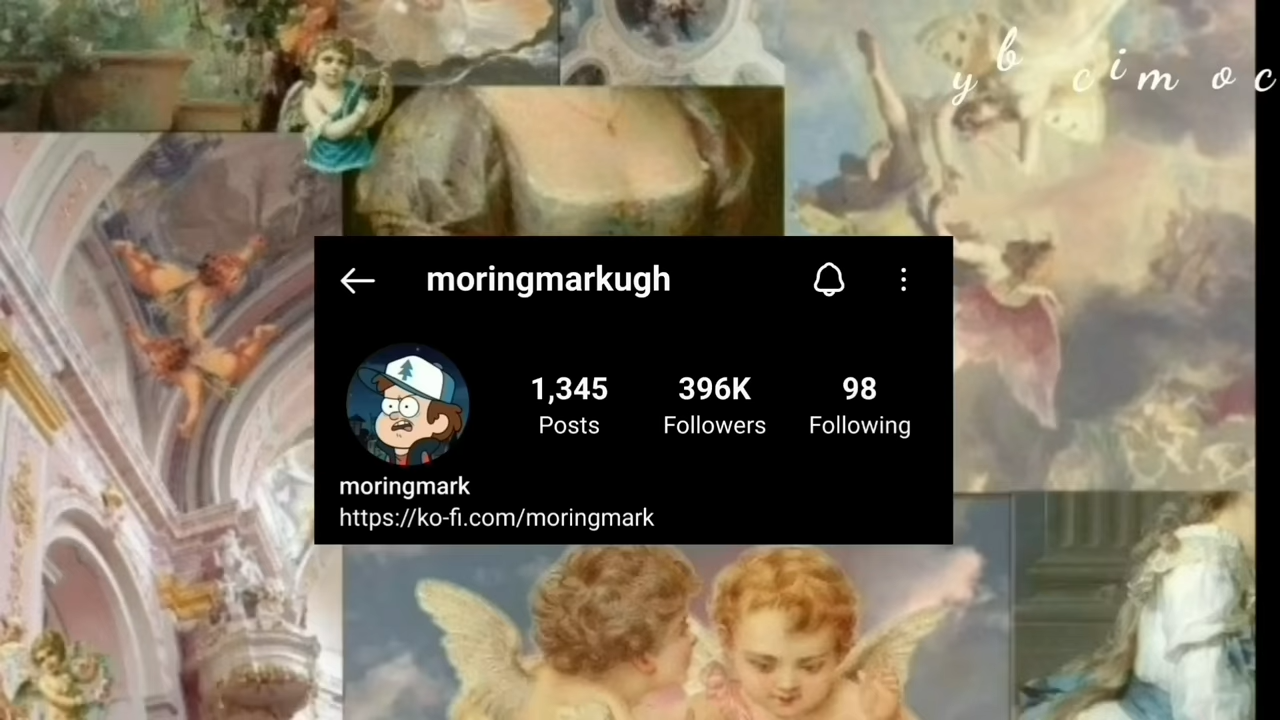 y b c i m o c
moringmarkugh
1,345 396K 98
Posts Followers Following
moringmark
https://ko-fi.com/moringmark